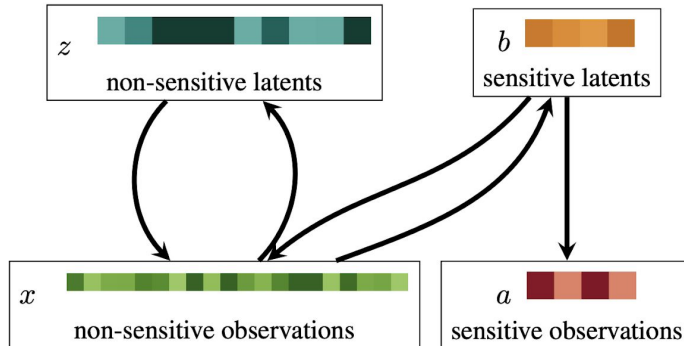 z
non-sensitive latents
b
sensitive latents
x
non-sensitive observations
a
sensitive observations